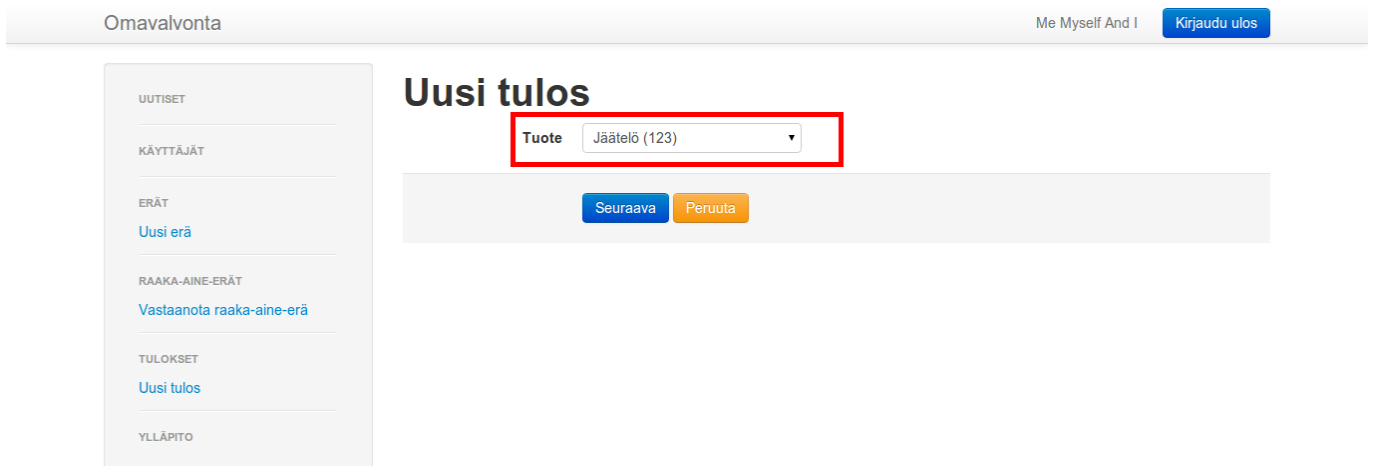 Omavalvonta
Me Myself And I
Kirjaudu ulos
UUTISET
KÄYTTÄJÄT
ERÄT
Uusi erä
RAAKA-AINE-ERÄT
Vastaanota raaka-aine-erä
TULOKSET
Uusi tulos
YLLÄPITO
Uusi tulos
Tuote Jäätelö (123)
Seuraava Peruuta